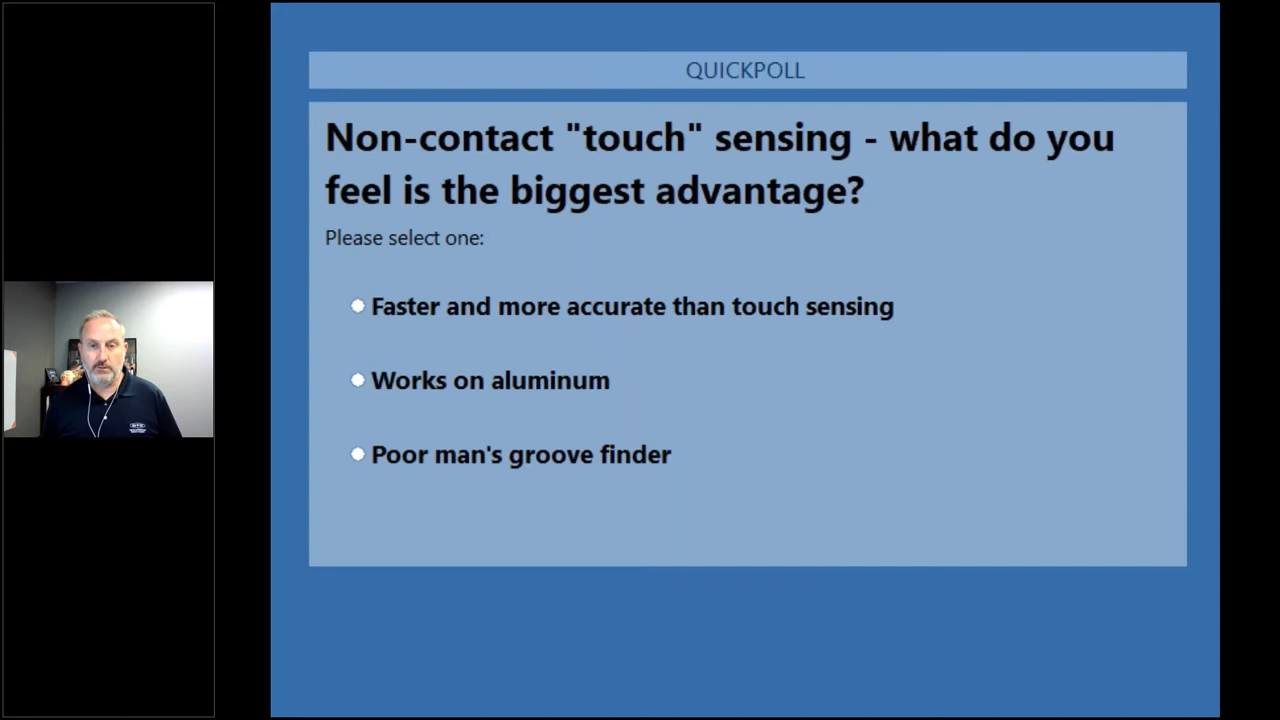 QUICKPOLL
Non-contact "touch" sensing - what do you
feel is the biggest advantage?
Please select one:
Faster and more accurate than touch sensing
Works on aluminum
Poor man's groove finder